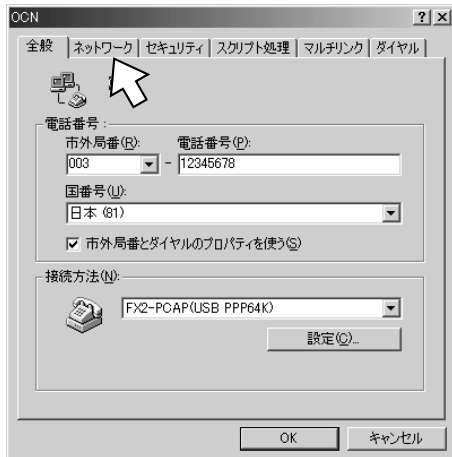 OCN
全般 ネットワーク セキュリティ スクリプト処理 マルチリンク ダイヤル
電話番号:
市外局番(R): 電話番号(P):
003 - 12345678
国番号(U):
日本 (81)
市外局番とダイヤルのプロパティを使う(S)
接続方法(N):
FX2-PCAP(USB PPP64K)
設定(C)...
OK キャンセル